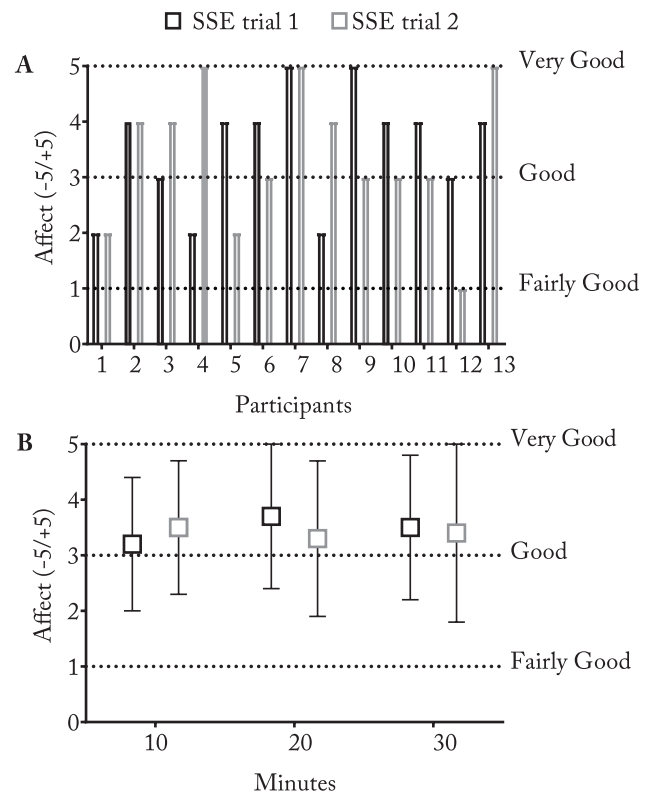 SSE trial 1 SSE trial 2
A
Affect (-5/+5)
5 Very Good
4
3 Good
2
1 Fairly Good
0
1 2 3 4 5 6 7 8 9 10 11 12 13
Participants
B
Affect (-5/+5)
5 Very Good
4
3 Good
2
1 Fairly Good
0
10 20 30
Minutes